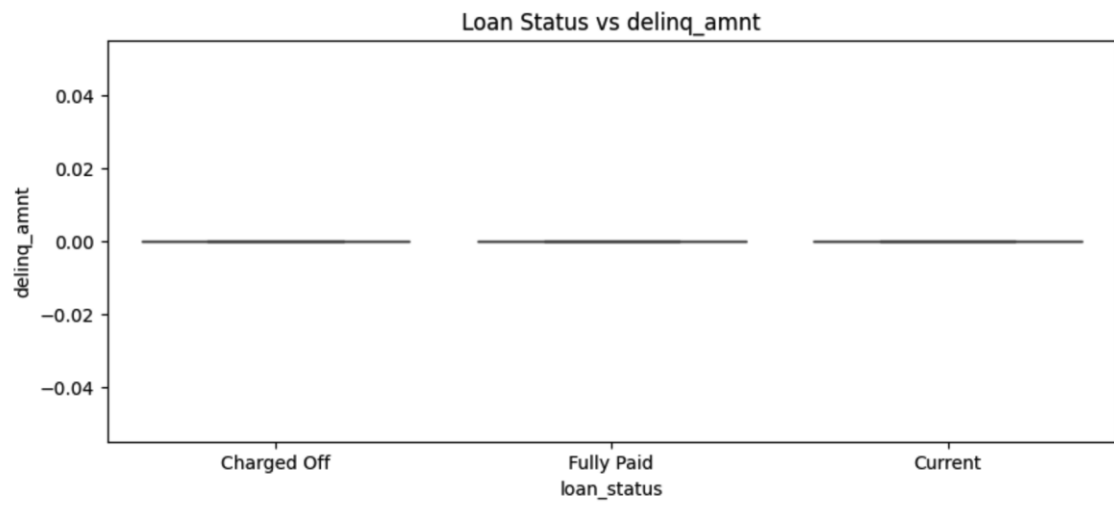 Loan Status vs delinq_amnt
delinq_amnt
0.04
0.02
0.00
−0.02
−0.04
Charged Off Fully Paid Current
loan_status